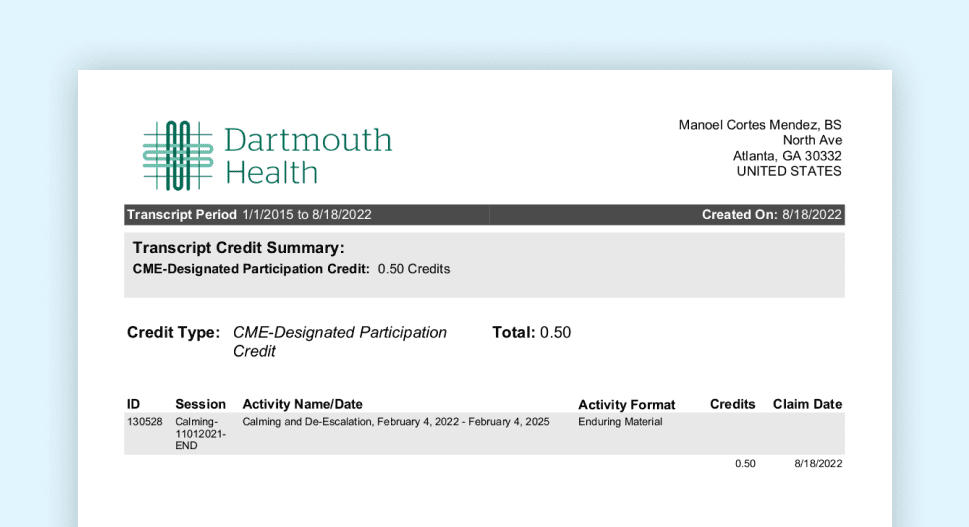 Dartmouth
Health
Manoel Cortes Mendez, BS
North Ave
Atlanta, GA 30332
UNITED STATES
Transcript Period 1/1/2015 to 8/18/2022 Created On: 8/18/2022
Transcript Credit Summary:
CME-Designated Participation Credit: 0.50 Credits
Credit Type: CME-Designated Participation Total: 0.50
Credit
ID Session Activity Name/Date Activity Format Credits Claim Date
130528 Calming- Calming and De-Escalation, February 4, 2022 - February 4, 2025 Enduring Material
11012021-
END
0.50 8/18/2022